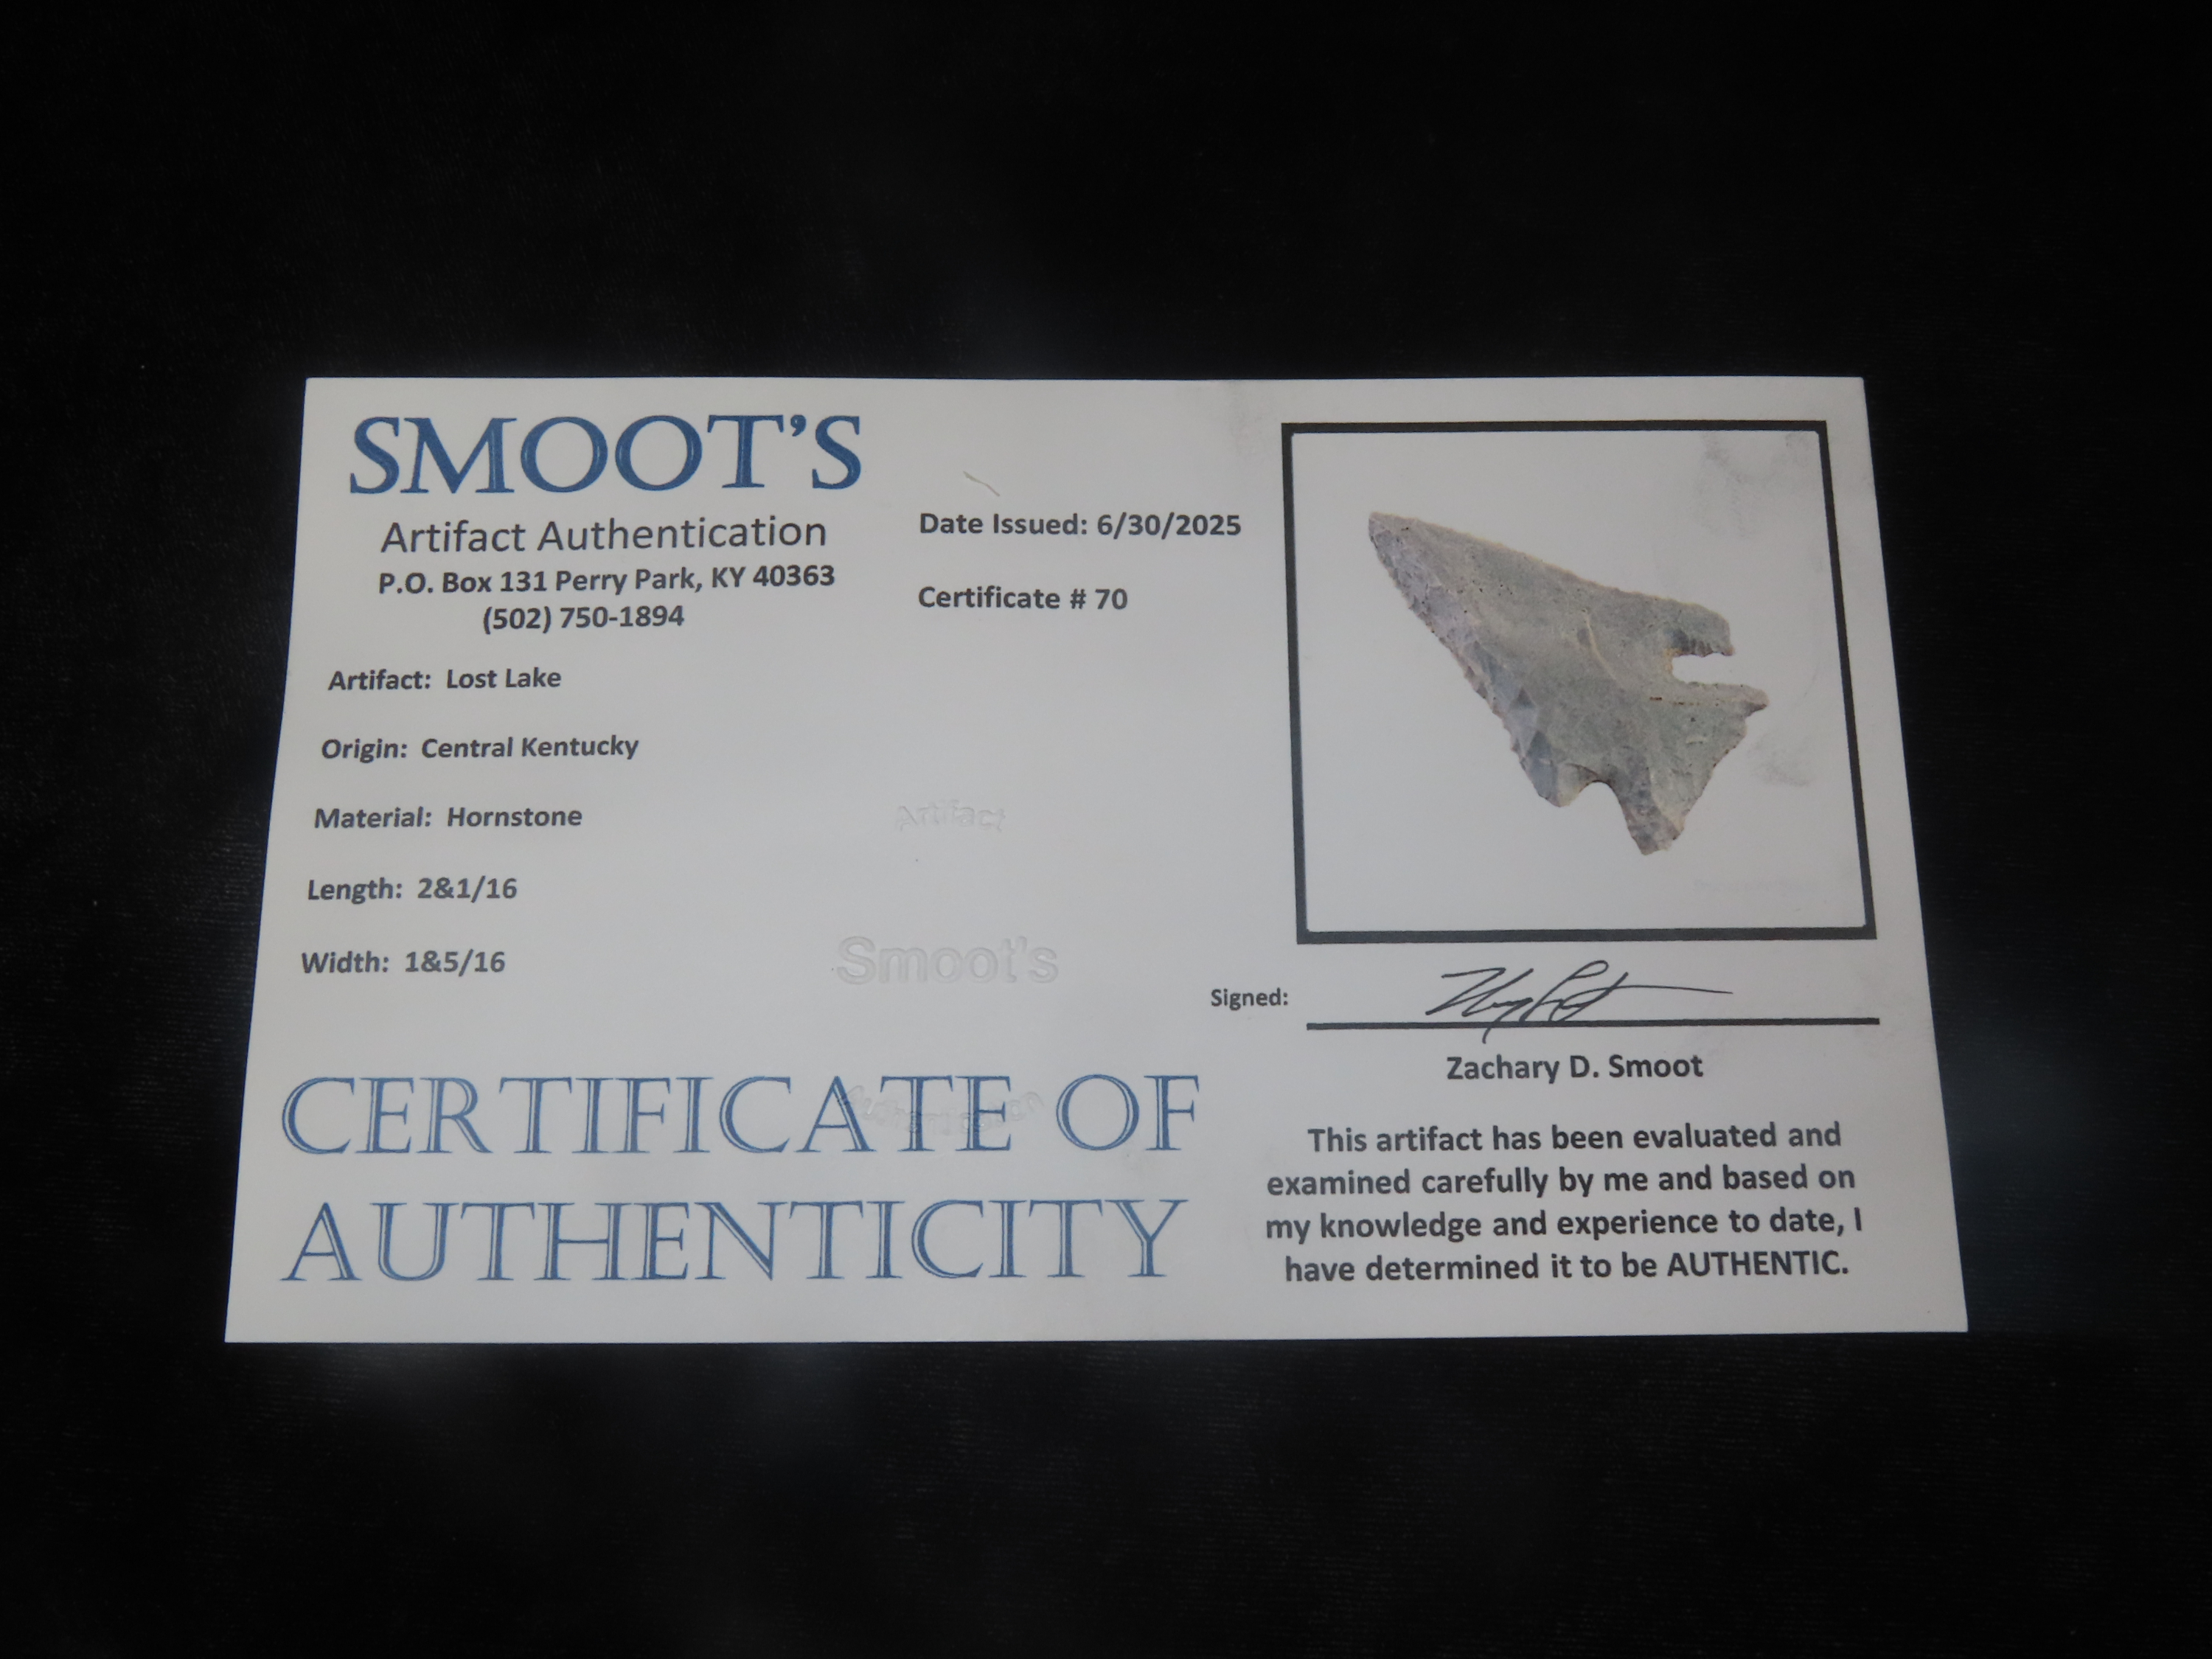 SMOOT'S
Artifact Authentication
P.O. Box 131 Perry Park, KY 40363
(502) 750-1894
Date Issued: 6/30/2025
Certificate # 70
Artifact: Lost Lake
Origin: Central Kentucky
Material: Hornstone
Length: 2&1/16
Width: 1&5/16
Artifact
Smoot's
Authentication
CERTIFICATE OF
AUTHENTICITY
Signed:
Zachary D. Smoot
This artifact has been evaluated and
examined carefully by me and based on
my knowledge and experience to date, I
have determined it to be AUTHENTIC.